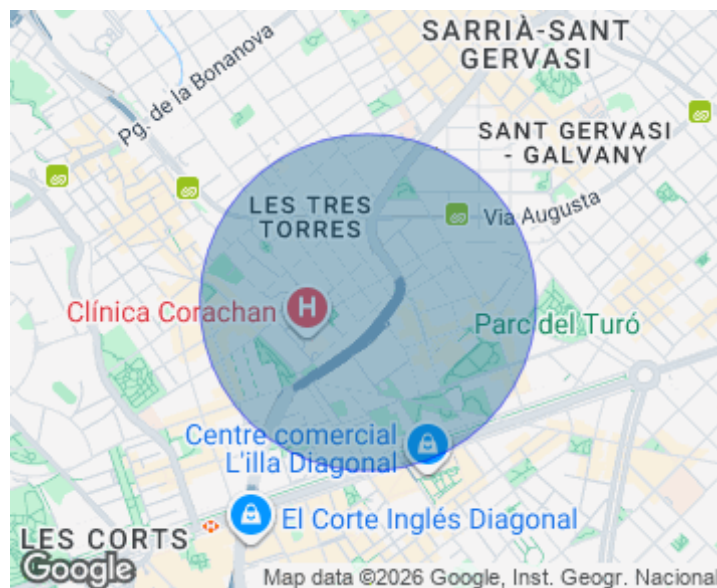 SARRIÀ-SANT
GERVASI
Pg. de la Bonanova
SANT GERVASI
- GALVANY
LES TRES
TORRES
Via Augusta
Clínica Corachan
H
Parc del Turó
Centre comercial
L'illa Diagonal
El Corte Inglés Diagonal
LES CORTS
Google
Map data ©2026 Google, Inst. Geogr. Nacional